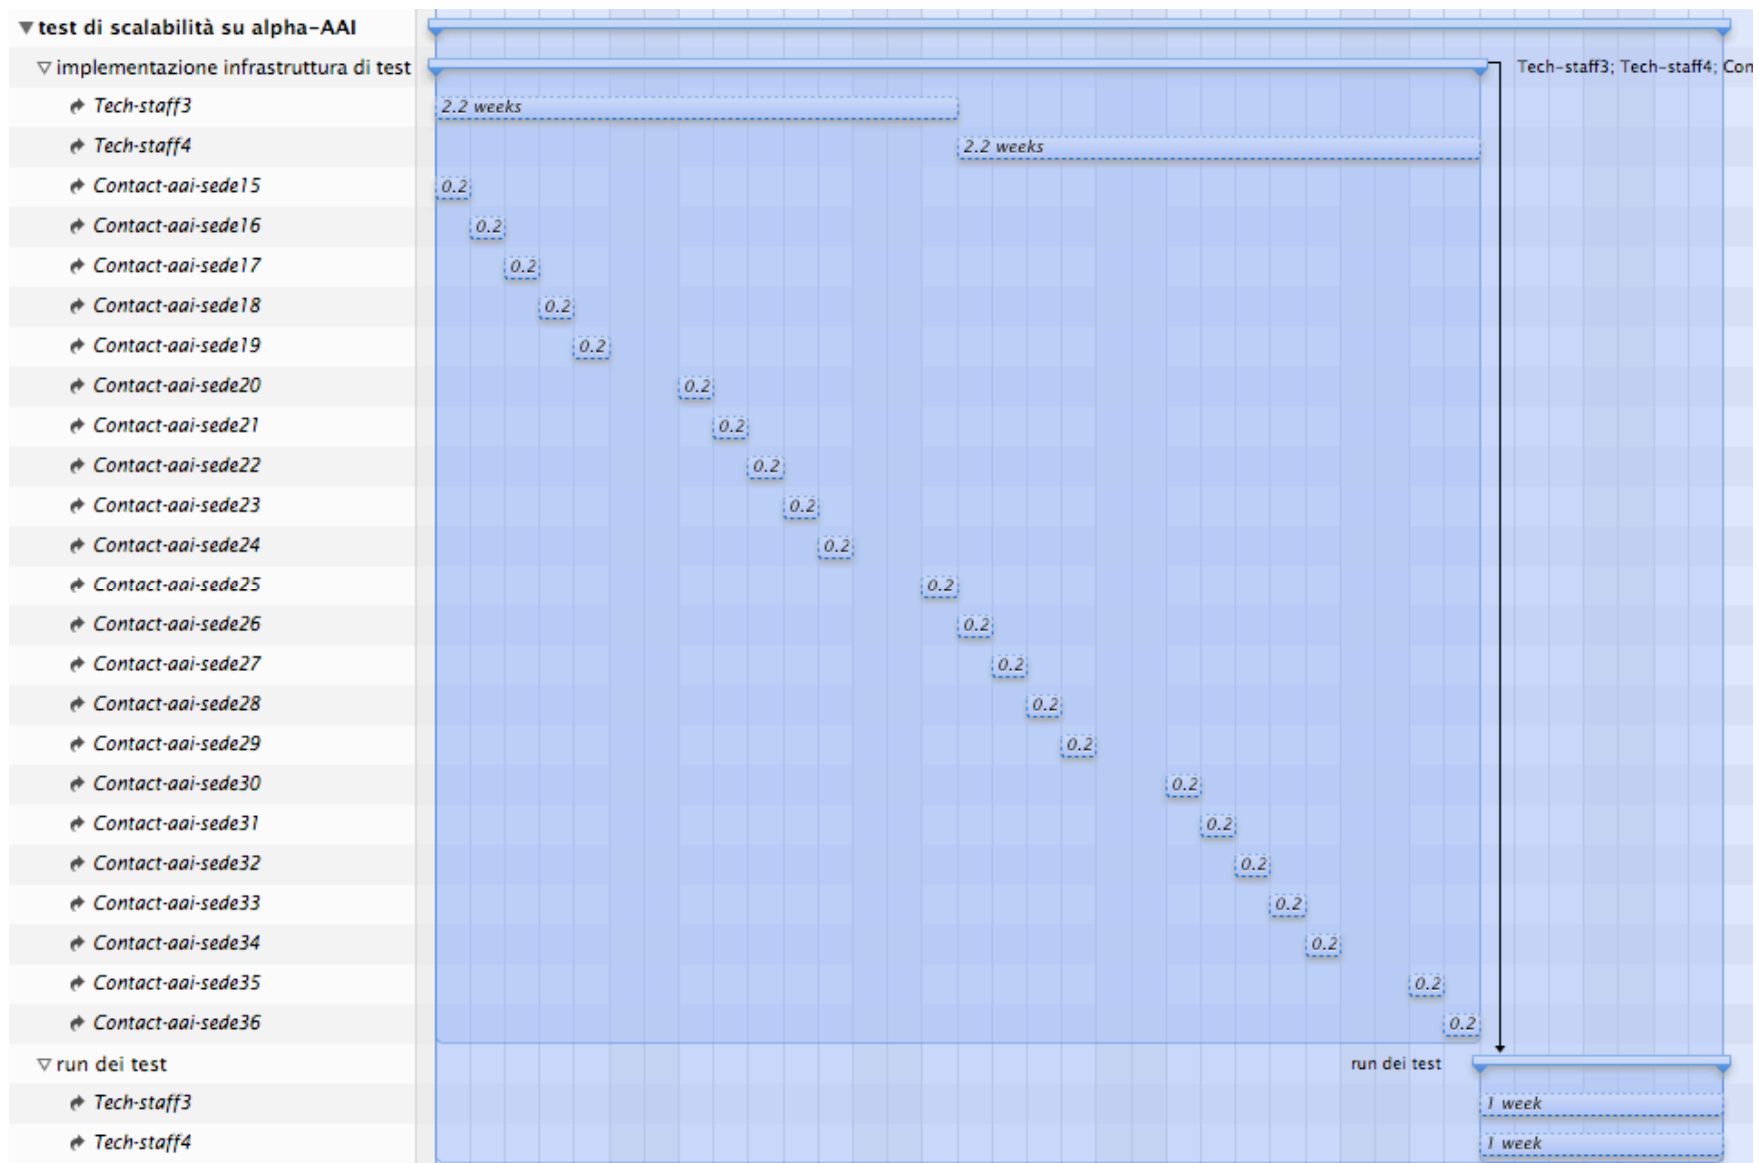 test di scalabilità su alpha-AAI
implementazione infrastruttura di test Tech-staff3; Tech-staff4; Con
Tech-staff3 2.2 weeks
Tech-staff4 2.2 weeks
Contact-aai-sede15 0.2
Contact-aai-sede16 0.2
Contact-aai-sede17 0.2
Contact-aai-sede18 0.2
Contact-aai-sede19 0.2
Contact-aai-sede20 0.2
Contact-aai-sede21 0.2
Contact-aai-sede22 0.2
Contact-aai-sede23 0.2
Contact-aai-sede24 0.2
Contact-aai-sede25 0.2
Contact-aai-sede26 0.2
Contact-aai-sede27 0.2
Contact-aai-sede28 0.2
Contact-aai-sede29 0.2
Contact-aai-sede30 0.2
Contact-aai-sede31 0.2
Contact-aai-sede32 0.2
Contact-aai-sede33 0.2
Contact-aai-sede34 0.2
Contact-aai-sede35 0.2
Contact-aai-sede36 0.2
run dei test run dei test
Tech-staff3 1 week
Tech-staff4 1 week